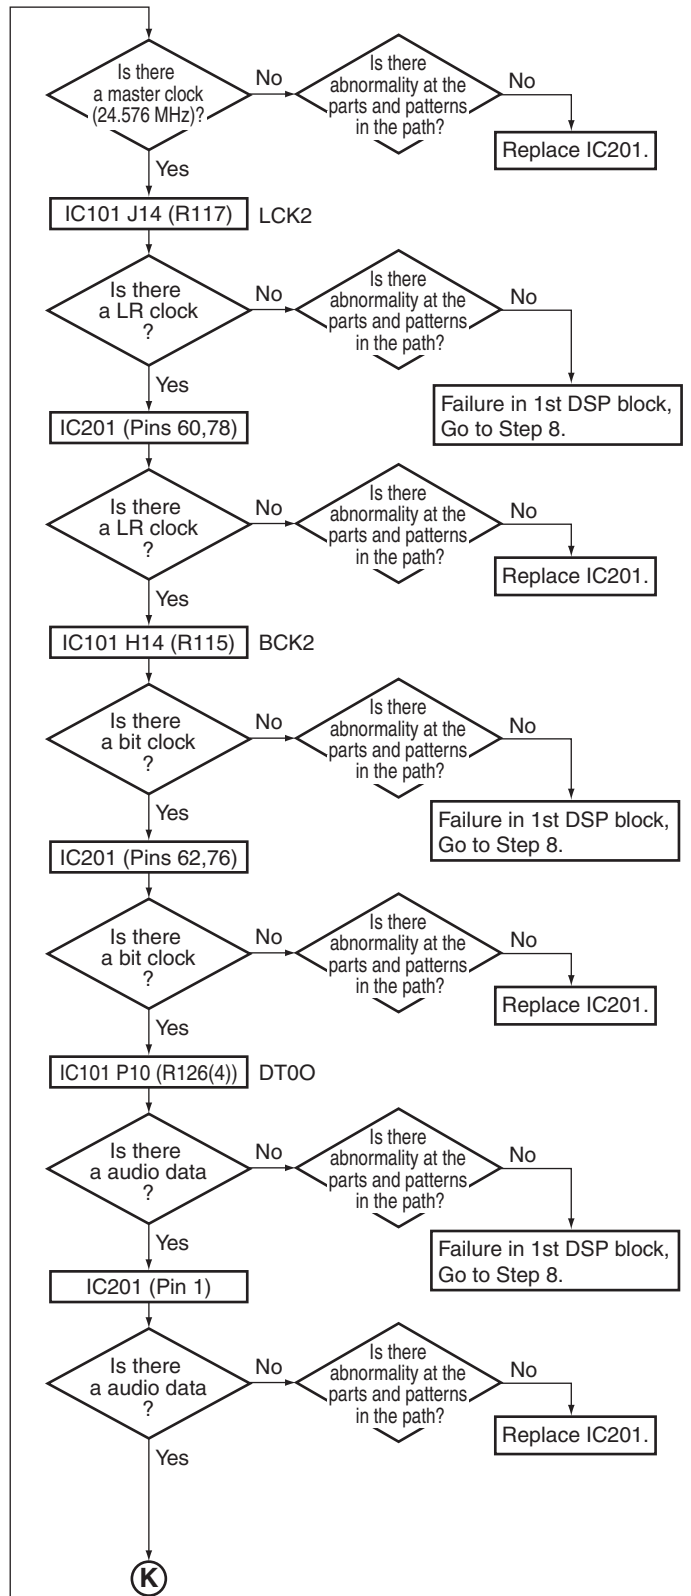 Is there
a master clock
(24.576 MHz)?
No
Is there
abnormality at the
parts and patterns
in the path?
No
Replace IC201.
Yes
IC101 J14 (R117) LCK2
Is there
a LR clock
?
No
Is there
abnormality at the
parts and patterns
in the path?
No
Failure in 1st DSP block,
Go to Step 8.
Yes
IC201 (Pins 60,78)
Is there
a LR clock
?
No
Is there
abnormality at the
parts and patterns
in the path?
No
Replace IC201.
Yes
IC101 H14 (R115) BCK2
Is there
a bit clock
?
No
Is there
abnormality at the
parts and patterns
in the path?
No
Failure in 1st DSP block,
Go to Step 8.
Yes
IC201 (Pins 62,76)
Is there
a bit clock
?
No
Is there
abnormality at the
parts and patterns
in the path?
No
Replace IC201.
Yes
IC101 P10 (R126(4)) DT0O
Is there
a audio data
?
No
Is there
abnormality at the
parts and patterns
in the path?
No
Failure in 1st DSP block,
Go to Step 8.
Yes
IC201 (Pin 1)
Is there
a audio data
?
No
Is there
abnormality at the
parts and patterns
in the path?
No
Replace IC201.
Yes
K